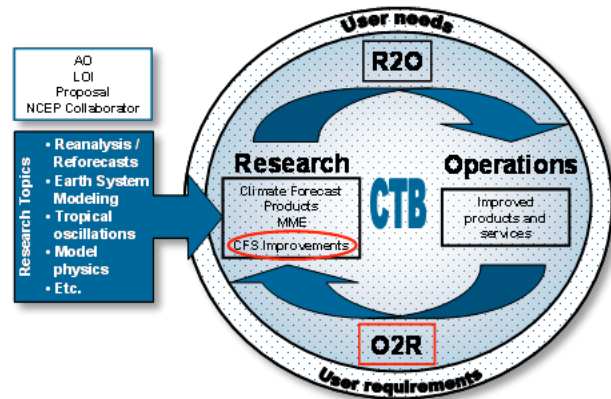 User needs
R2O
AO
LOI
Proposal
NCEP Collaborator
Research Topics
• Reanalysis /
Reforecasts
• Earth System
Modeling
• Tropical
oscillations
• Model
physics
• Etc.
Research
Climate Forecast
Products
MME
CFS Improvements
CTB
Operations
Improved
products and
services
O2R
User requirements